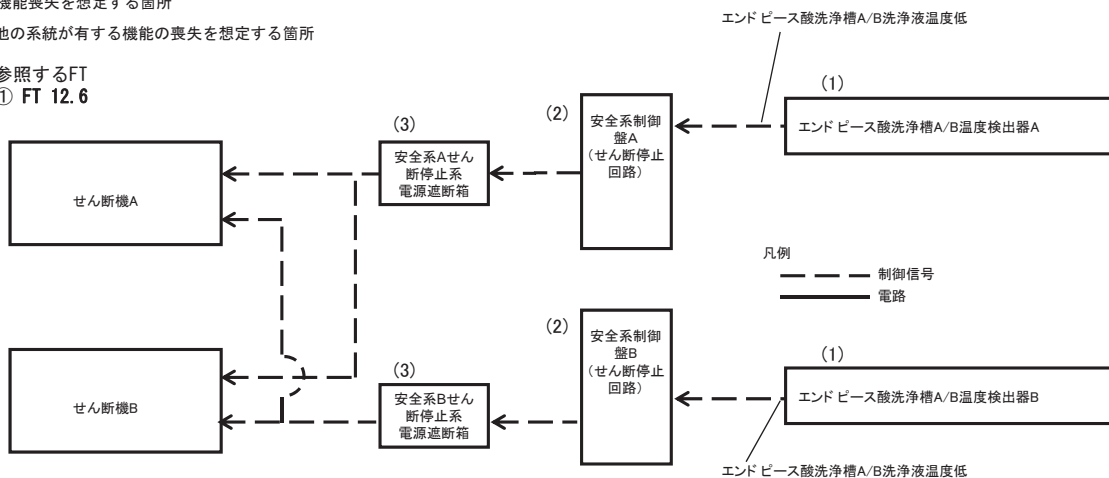 機能喪失を想定する箇所
他の系統が有する機能の喪失を想定する箇所
参照するFT
① FT 12.6
エンドピース酸洗浄槽A/B洗浄液温度低
(1)
エンドピース酸洗浄槽A/B温度検出器A
(2)
安全系制御
盤A
(せん断停止
回路)
(3)
安全系Aせん
断停止系
電源遮断箱
せん断機A
凡例
制御信号
電路
(1)
エンドピース酸洗浄槽A/B温度検出器B
(2)
安全系制御
盤B
(せん断停止
回路)
(3)
安全系Bせん
断停止系
電源遮断箱
せん断機B
エンドピース酸洗浄槽A/B洗浄液温度低